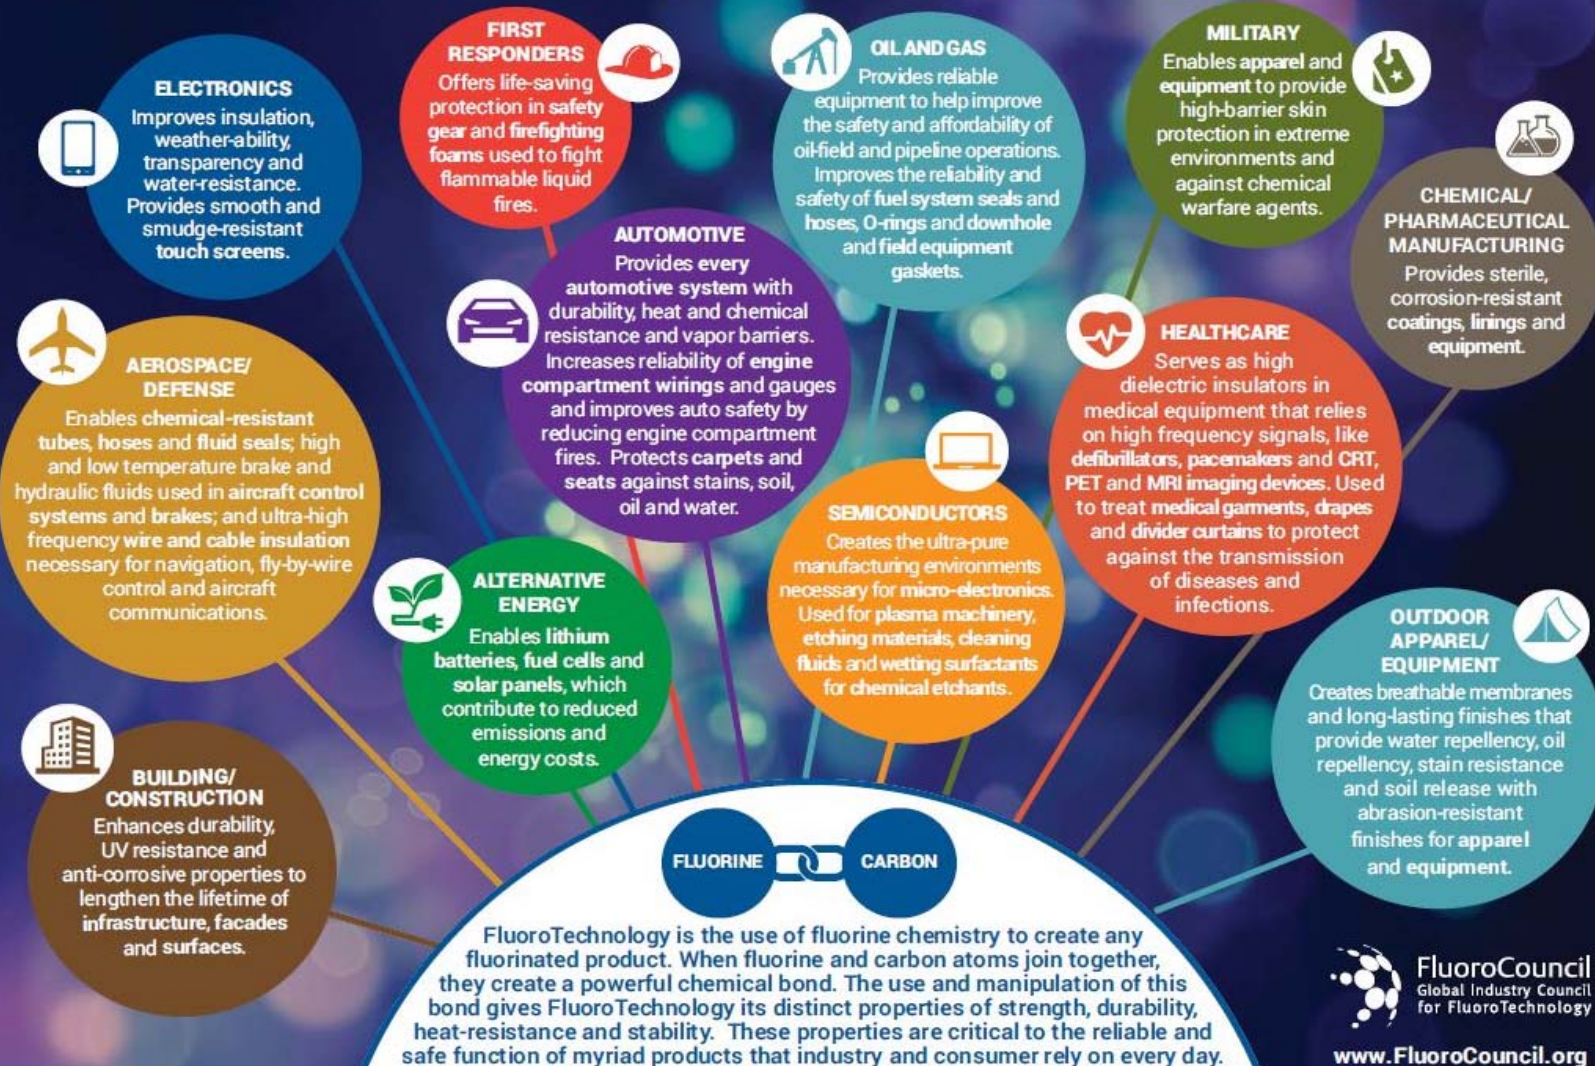 ELECTRONICS
Improves insulation,
weather-ability,
transparency and
water-resistance.
Provides smooth and
smudge-resistant
touch screens.
FIRST
RESPONDERS
Offers life-saving
protection in safety
gear and firefighting
foams used to fight
flammable liquid
fires.
OIL AND GAS
Provides reliable
equipment to help improve
the safety and affordability of
oil-field and pipeline operations.
Improves the reliability and
safety of fuel system seals and
hoses, O-rings and downhole
and field equipment
gaskets.
MILITARY
Enables apparel and
equipment to provide
high-barrier skin
protection in extreme
environments and
against chemical
warfare agents.
CHEMICAL/
PHARMACEUTICAL
MANUFACTURING
Provides sterile,
corrosion-resistant
coatings, linings and
equipment.
AUTOMOTIVE
Provides every
automotive system with
durability, heat and chemical
resistance and vapor barriers.
Increases reliability of engine
compartment wirings and gauges
and improves auto safety by
reducing engine compartment
fires. Protects carpets and
seats against stains, soil,
oil and water.
AEROSPACE/
DEFENSE
Enables chemical-resistant
tubes, hoses and fluid seals; high
and low temperature brake and
hydraulic fluids used in aircraft control
systems and brakes; and ultra-high
frequency wire and cable insulation
necessary for navigation, fly-by-wire
control and aircraft
communications.
HEALTHCARE
Serves as high
dielectric insulators in
medical equipment that relies
on high frequency signals, like
defibrillators, pacemakers and CRT,
PET and MRI imaging devices. Used
to treat medical garments, drapes
and divider curtains to protect
against the transmission
of diseases and
infections.
SEMICONDUCTORS
Creates the ultra-pure
manufacturing environments
necessary for micro-electronics.
Used for plasma machinery,
etching materials, cleaning
fluids and wetting surfactants
for chemical etchants.
ALTERNATIVE
ENERGY
Enables lithium
batteries, fuel cells and
solar panels, which
contribute to reduced
emissions and
energy costs.
OUTDOOR
APPAREL/
EQUIPMENT
Creates breathable membranes
and long-lasting finishes that
provide water repellency, oil
repellency, stain resistance
and soil release with
abrasion-resistant
finishes for apparel
and equipment.
BUILDING/
CONSTRUCTION
Enhances durability,
UV resistance and
anti-corrosive properties to
lengthen the lifetime of
infrastructure, facades
and surfaces.
FLUORINE
CARBON
FluoroTechnology is the use of fluorine chemistry to create any
fluorinated product. When fluorine and carbon atoms join together,
they create a powerful chemical bond. The use and manipulation of this
bond gives FluoroTechnology its distinct properties of strength, durability,
heat-resistance and stability. These properties are critical to the reliable and
safe function of myriad products that industry and consumer rely on every day.
FluoroCouncil
Global Industry Council
for FluoroTechnology
www.FluoroCouncil.org